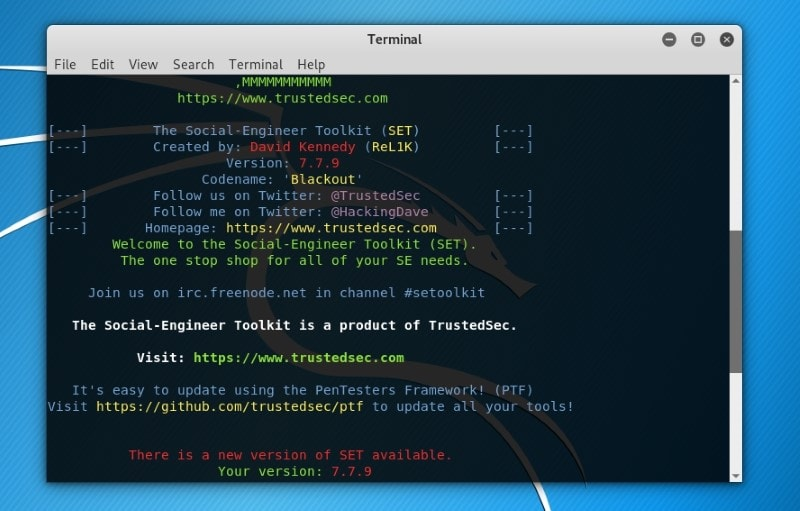 Terminal
File Edit View Search Terminal Help
,MMMMMMMMMMM
https://www.trustedsec.com
[---] The Social-Engineer Toolkit (SET) [---]
[---] Created by: David Kennedy (ReL1K) [---]
Version: 7.7.9
Codename: 'Blackout'
[---] Follow us on Twitter: @TrustedSec [---]
[---] Follow me on Twitter: @HackingDave [---]
[---] Homepage: https://www.trustedsec.com [---]
Welcome to the Social-Engineer Toolkit (SET).
The one stop shop for all of your SE needs.
Join us on irc.freenode.net in channel #setoolkit
The Social-Engineer Toolkit is a product of TrustedSec.
Visit: https://www.trustedsec.com
It's easy to update using the PenTesters Framework! (PTF)
Visit https://github.com/trustedsec/ptf to update all your tools!
There is a new version of SET available.
Your version: 7.7.9